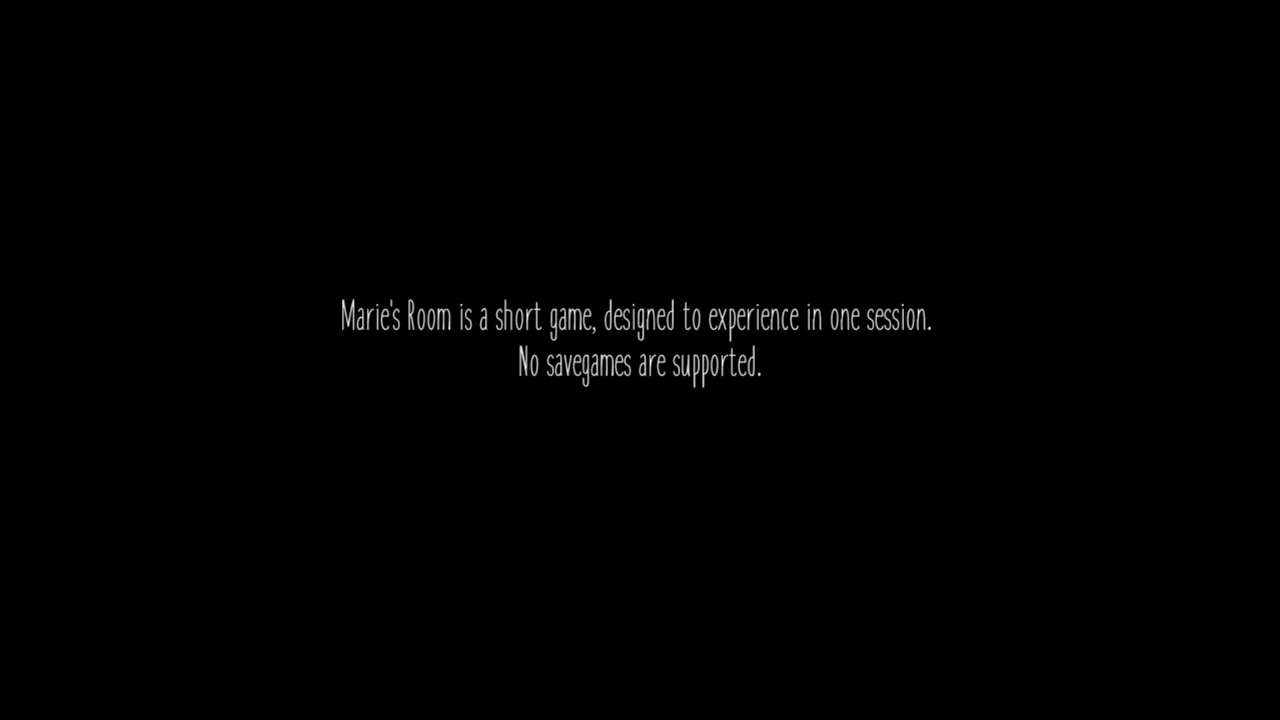 Marie's Room is a short game, designed to experience in one session.
No savegames are supported.